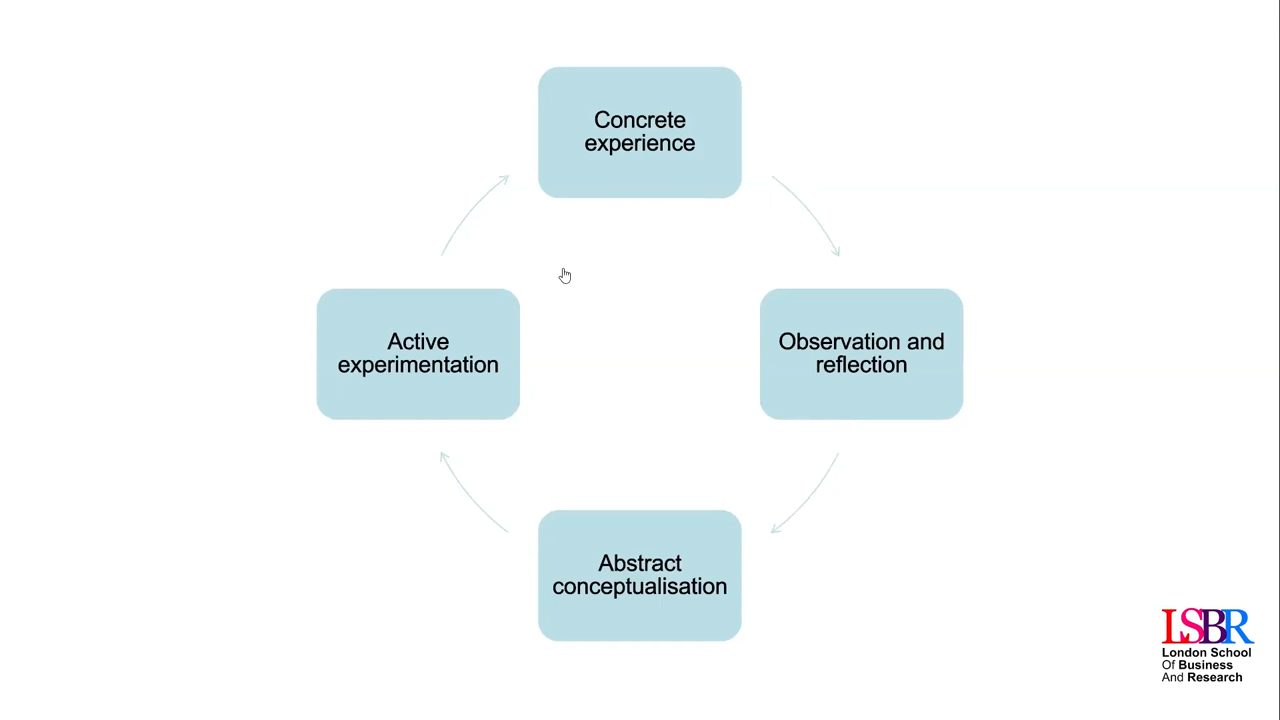 Concrete
experience
Active
experimentation
Observation and
reflection
Abstract
conceptualisation
LSBR
London School
Of Business
And Research